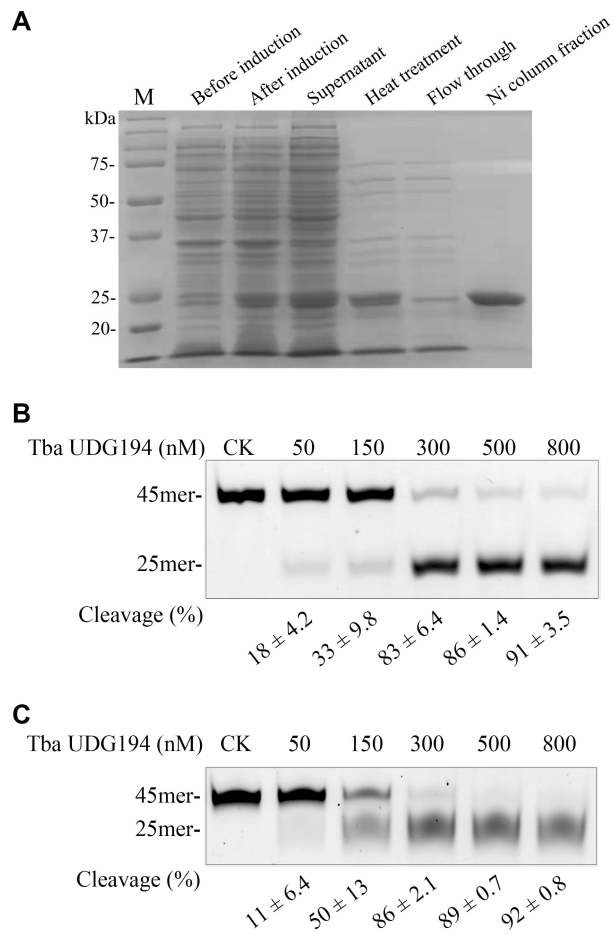 A
M
Before induction
After induction
Supernatant
Heat treatment
Flow through
Ni column fraction
kDa
75-
50-
37-
25-
20-
B
Tba UDG194 (nM) CK 50 150 300 500 800
45mer-
25mer-
Cleavage (%)
18 ± 4.2
33 ± 9.8
83 ± 6.4
86 ± 1.4
91 ± 3.5
C
Tba UDG194 (nM) CK 50 150 300 500 800
45mer-
25mer-
Cleavage (%)
11 ± 6.4
50 ± 13
86 ± 2.1
89 ± 0.7
92 ± 0.8